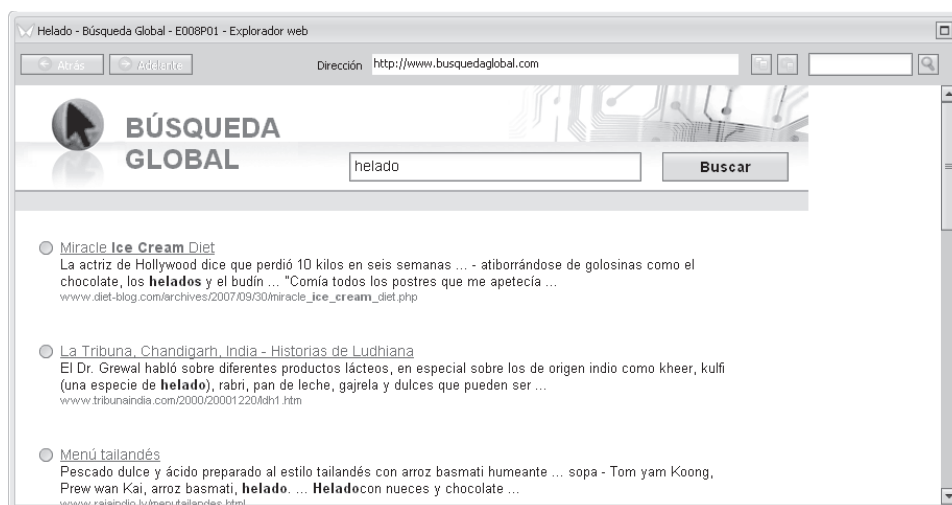 Helado - Búsqueda Global - E008P01 - Explorador web
Atrás Adelante Dirección http://www.busquedaglobal.com
BÚSQUEDA
GLOBAL
helado Buscar
Miracle Ice Cream Diet
La actriz de Hollywood dice que perdió 10 kilos en seis semanas ... - atiborrándose de golosinas como el
chocolate, los helados y el budín ... "Comía todos los postres que me apetecía ...
www.diet-blog.com/archives/2007/09/30/miracle_ice_cream_diet.php
La Tribuna, Chandigarh, India - Historias de Ludhiana
El Dr. Grewal habló sobre diferentes productos lácteos, en especial sobre los de origen indio como kheer, kulfi
(una especie de helado), rabri, pan de leche, gajrela y dulces que pueden ser ...
www.tribunaindia.com/2000/20001220/ldh1.htm
Menú tailandés
Pescado dulce y ácido preparado al estilo tailandés con arroz basmati humeante ... sopa - Tom yam Koong,
Prew wan Kai, arroz basmati, helado. ... Heladocon nueces y chocolate ...